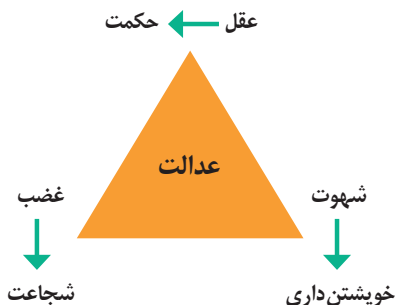 عقل
حکمت
عدالت
شهوت
غضب
خویشتن‌داری
شجاعت